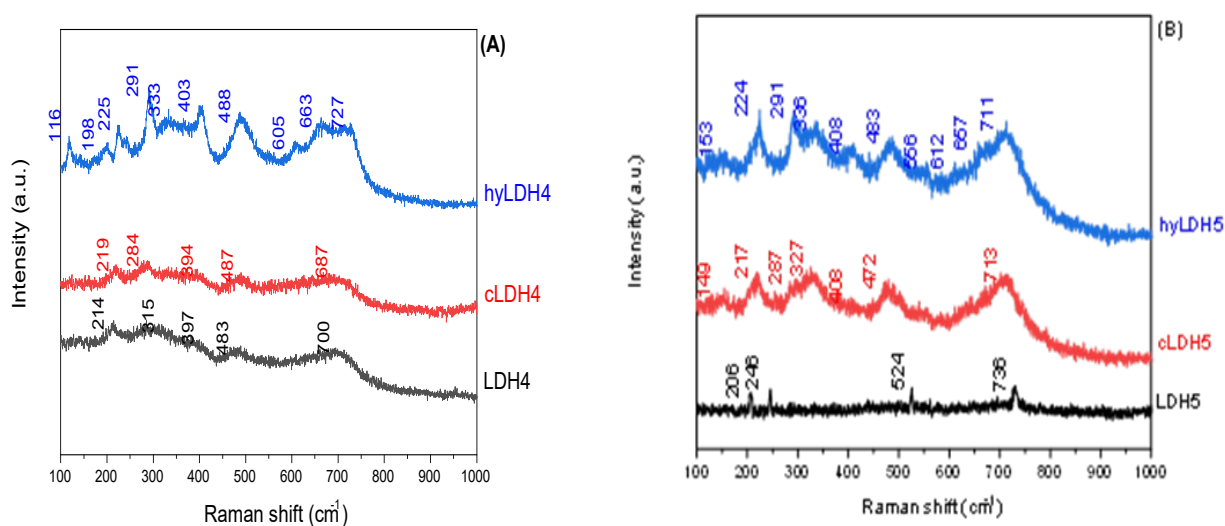 (A)
116
198
225
291
333
403
488
605
663
727
hyLDH4
219
284
394
487
687
cLDH4
214
315
397
483
700
LDH4
Intensity (a.u.)
100 200 300 400 500 600 700 800 900 1000
Raman shift (cm-1)
(B)
153
224
291
336
408
483
556
612
657
711
hyLDH5
149
217
287
327
408
472
713
cLDH5
206
246
524
736
LDH5
Intensity (a.u.)
100 200 300 400 500 600 700 800 900 1000
Raman shift (cm-1)